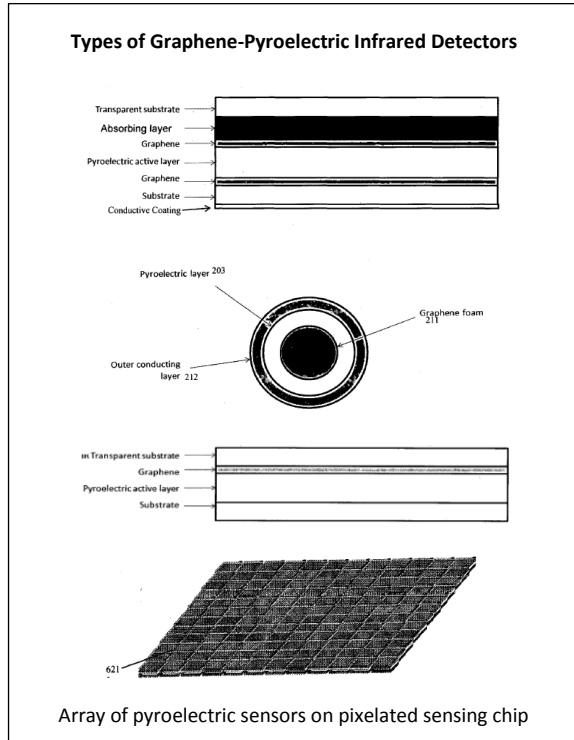 Types of Graphene-Pyroelectric Infrared Detectors
Transparent substrate
Absorbing layer
Graphene
Pyroelectric active layer
Graphene
Substrate
Conductive Coating
Pyroelectric layer 203
Graphene foam
211
Outer conducting
layer 212
IR Transparent substrate
Graphene
Pyroelectric active layer
Substrate
621
Array of pyroelectric sensors on pixelated sensing chip